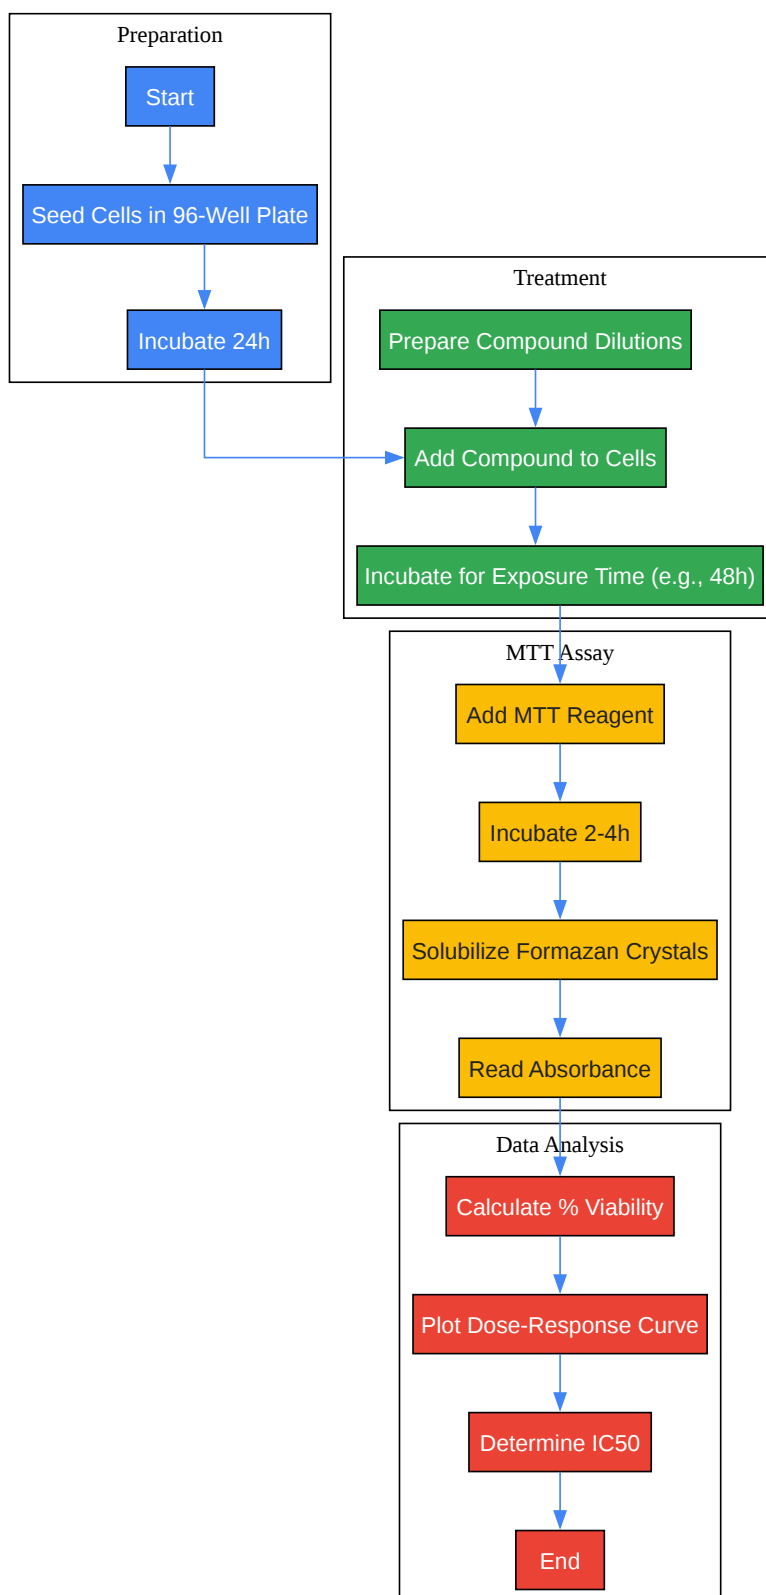 Preparation
Start
Seed Cells in 96-Well Plate
Incubate 24h
Treatment
Prepare Compound Dilutions
Add Compound to Cells
Incubate for Exposure Time (e.g., 48h)
MTT Assay
Add MTT Reagent
Incubate 2-4h
Solubilize Formazan Crystals
Read Absorbance
Data Analysis
Calculate % Viability
Plot Dose-Response Curve
Determine IC50
End